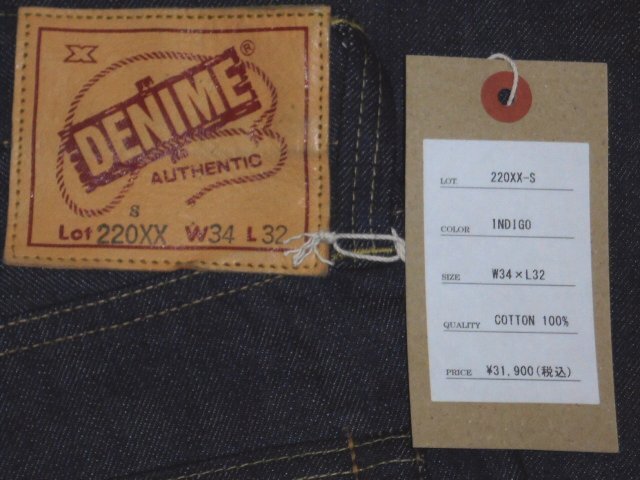 X
DENIME®
AUTHENTIC
S
Lot 220XX W34 L32
LOT 220XX-S
COLOR INDIGO
SIZE W34×L32
QUALITY COTTON 100%
PRICE ¥31,900(税込)